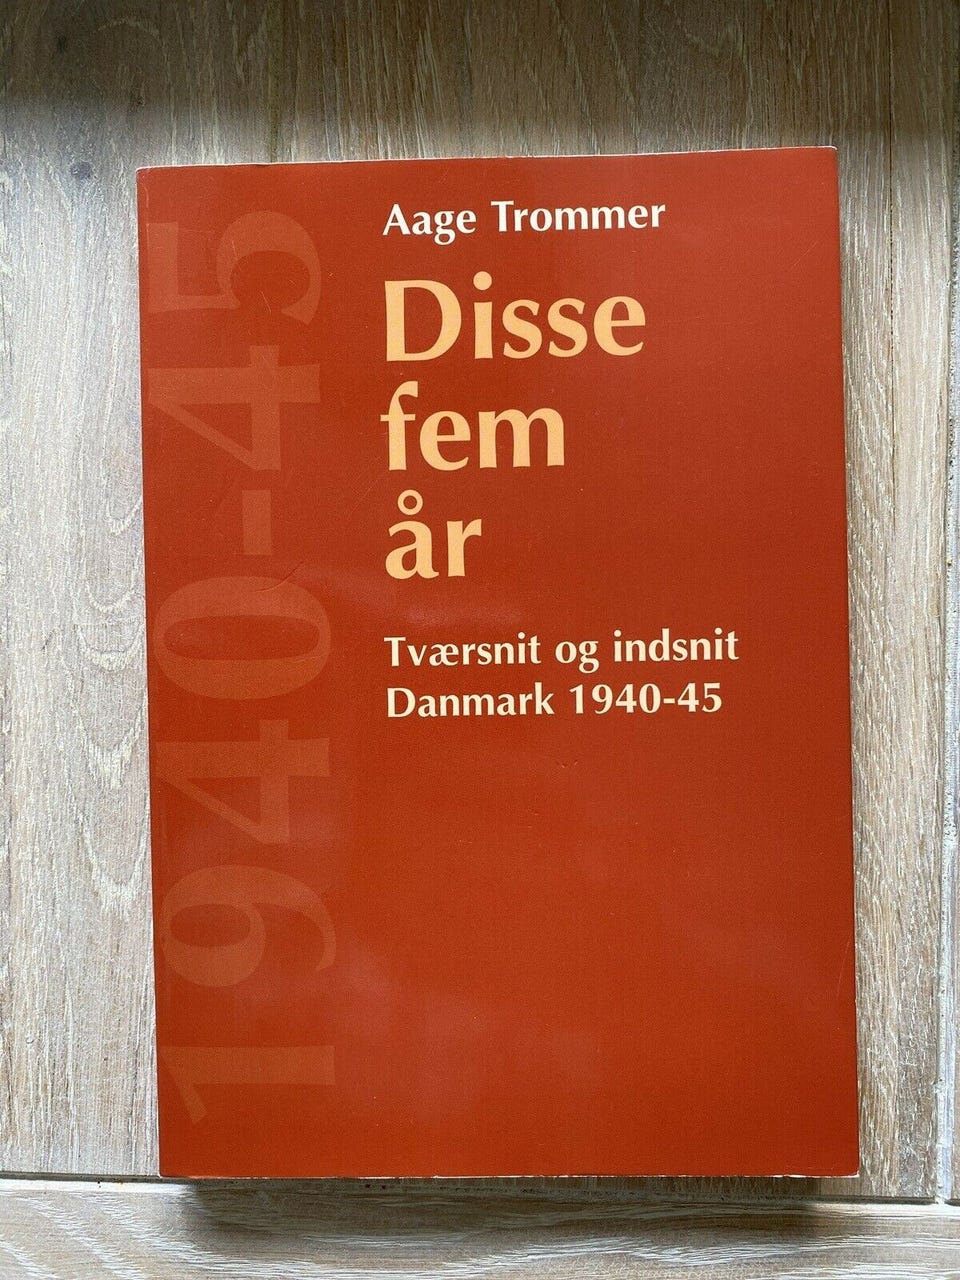 Aage Trommer
Disse
fem
år
Tværsnit og indsnit
Danmark 1940-45
1940-45